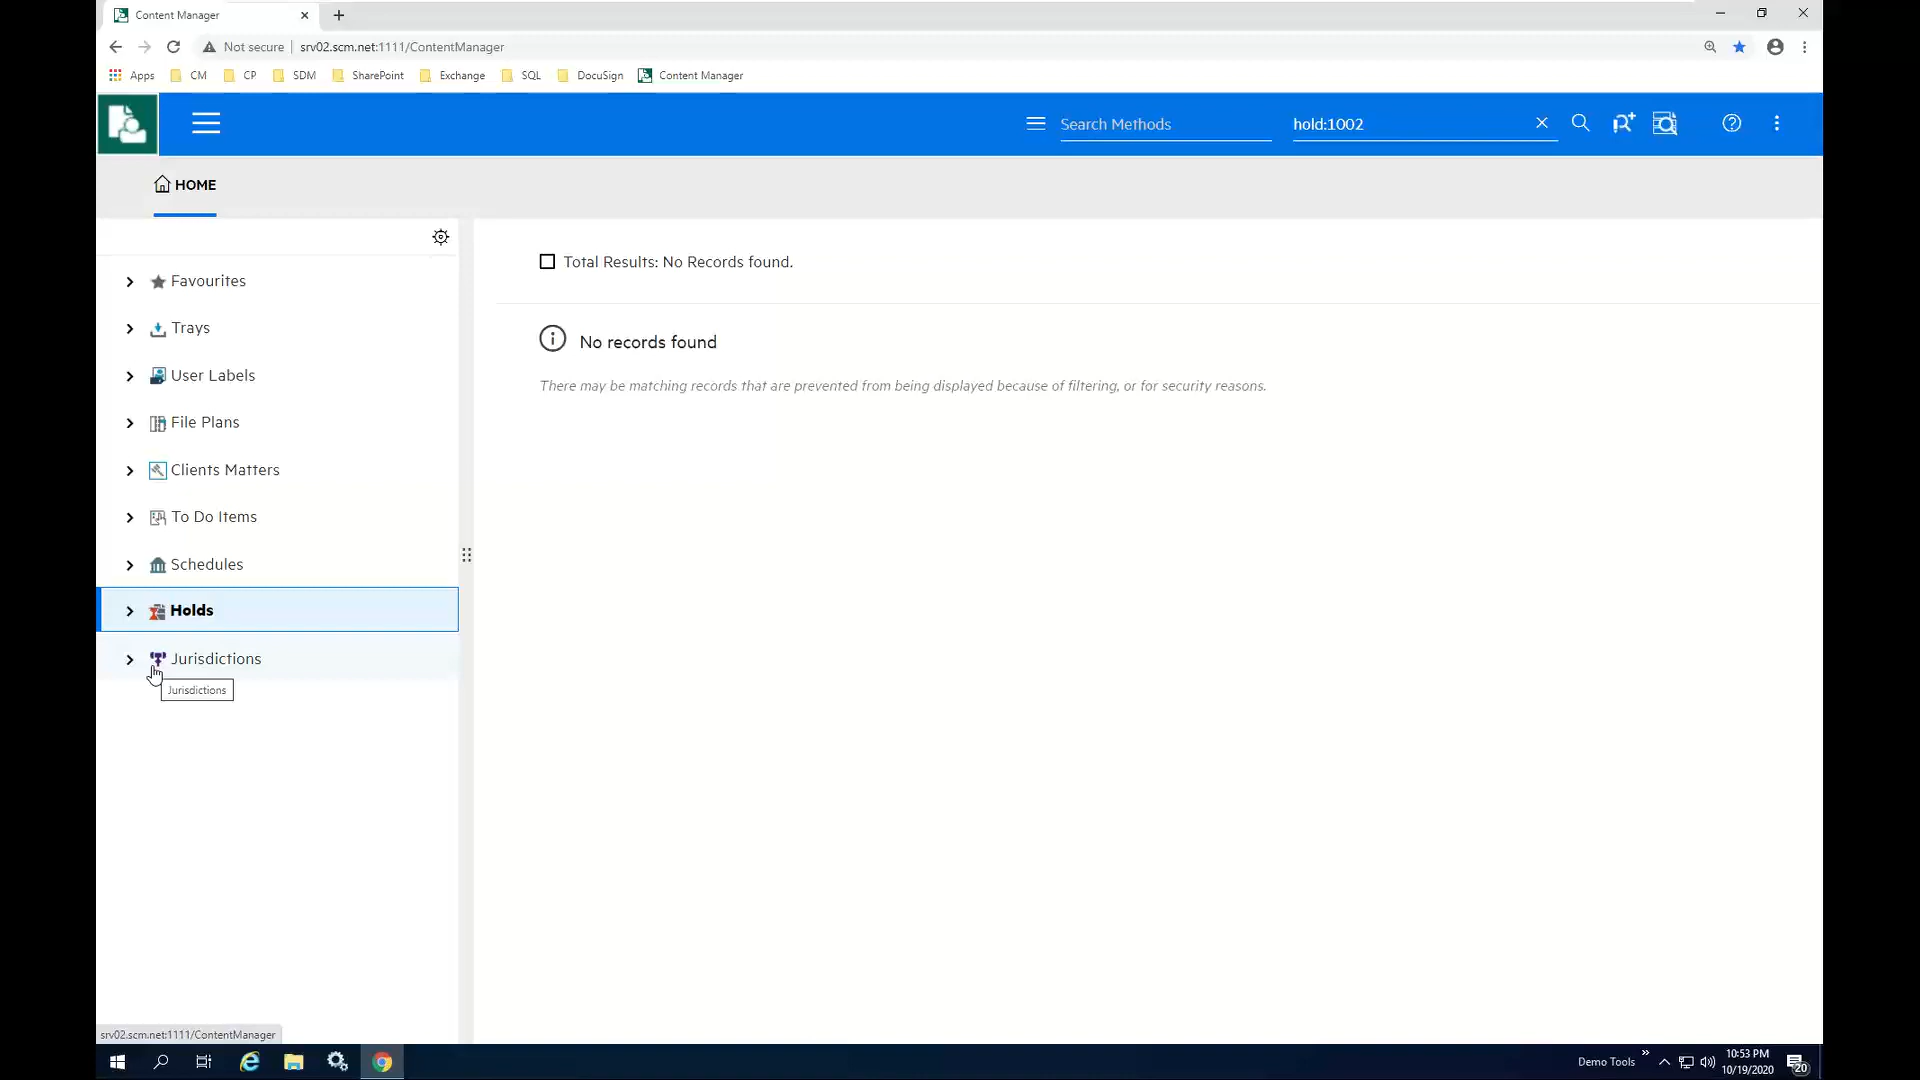 Content Manager
Not secure
srv02.scm.net:1111/ContentManager
Apps
CM
CP
SDM
SharePoint
Exchange
SQL
DocuSign
Content Manager
Search Methods
hold:1002
HOME
Total Results: No Records found.
Favourites
Trays
User Labels
File Plans
Clients Matters
To Do Items
Schedules
Holds
Jurisdictions
Jurisdictions
No records found
There may be matching records that are prevented from being displayed because of filtering, or for security reasons.
srv02.scm.net:1111/ContentManager
Demo Tools
10:53 PM
10/19/2020
20